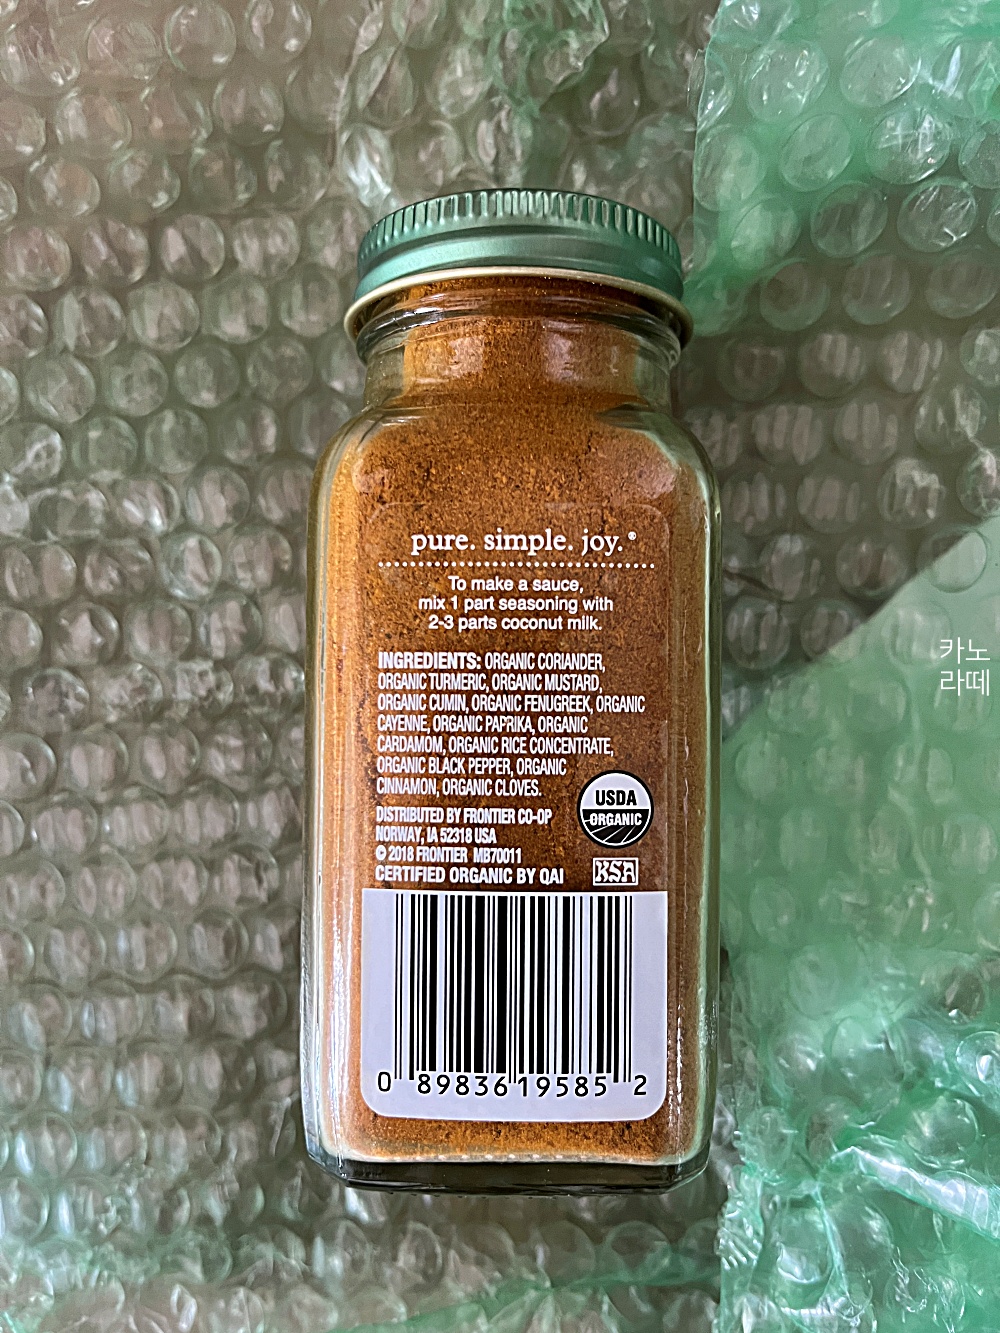 pure. simple. joy.®
To make a sauce,
mix 1 part seasoning with
2-3 parts coconut milk.
INGREDIENTS: ORGANIC CORIANDER,
ORGANIC TURMERIC, ORGANIC MUSTARD,
ORGANIC CUMIN, ORGANIC FENUGREEK, ORGANIC
CAYENNE, ORGANIC PAPRIKA, ORGANIC
CARDAMOM, ORGANIC RICE CONCENTRATE,
ORGANIC BLACK PEPPER, ORGANIC
CINNAMON, ORGANIC CLOVES.
USDA
ORGANIC
DISTRIBUTED BY FRONTIER CO-OP
NORWAY, IA 52318 USA
© 2018 FRONTIER MB70011
CERTIFIED ORGANIC BY QAI
KSA
0 89836 19585 2
카노
라떼